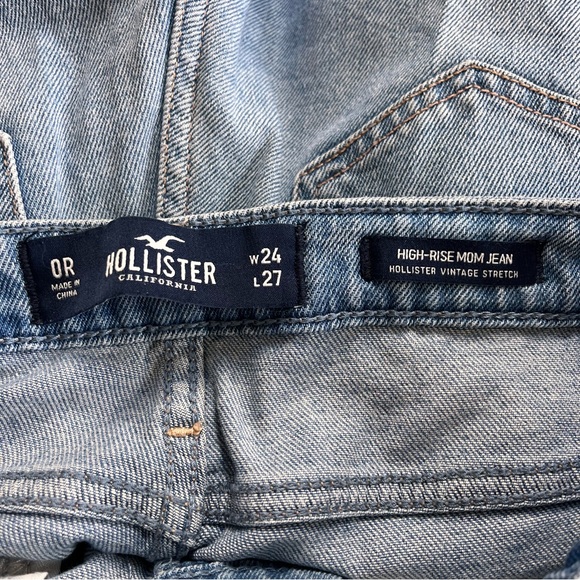 0R
MADE IN
CHINA
HOLLISTER
CALIFORNIA
W24
L27
HIGH-RISE MOM JEAN
HOLLISTER VINTAGE STRETCH